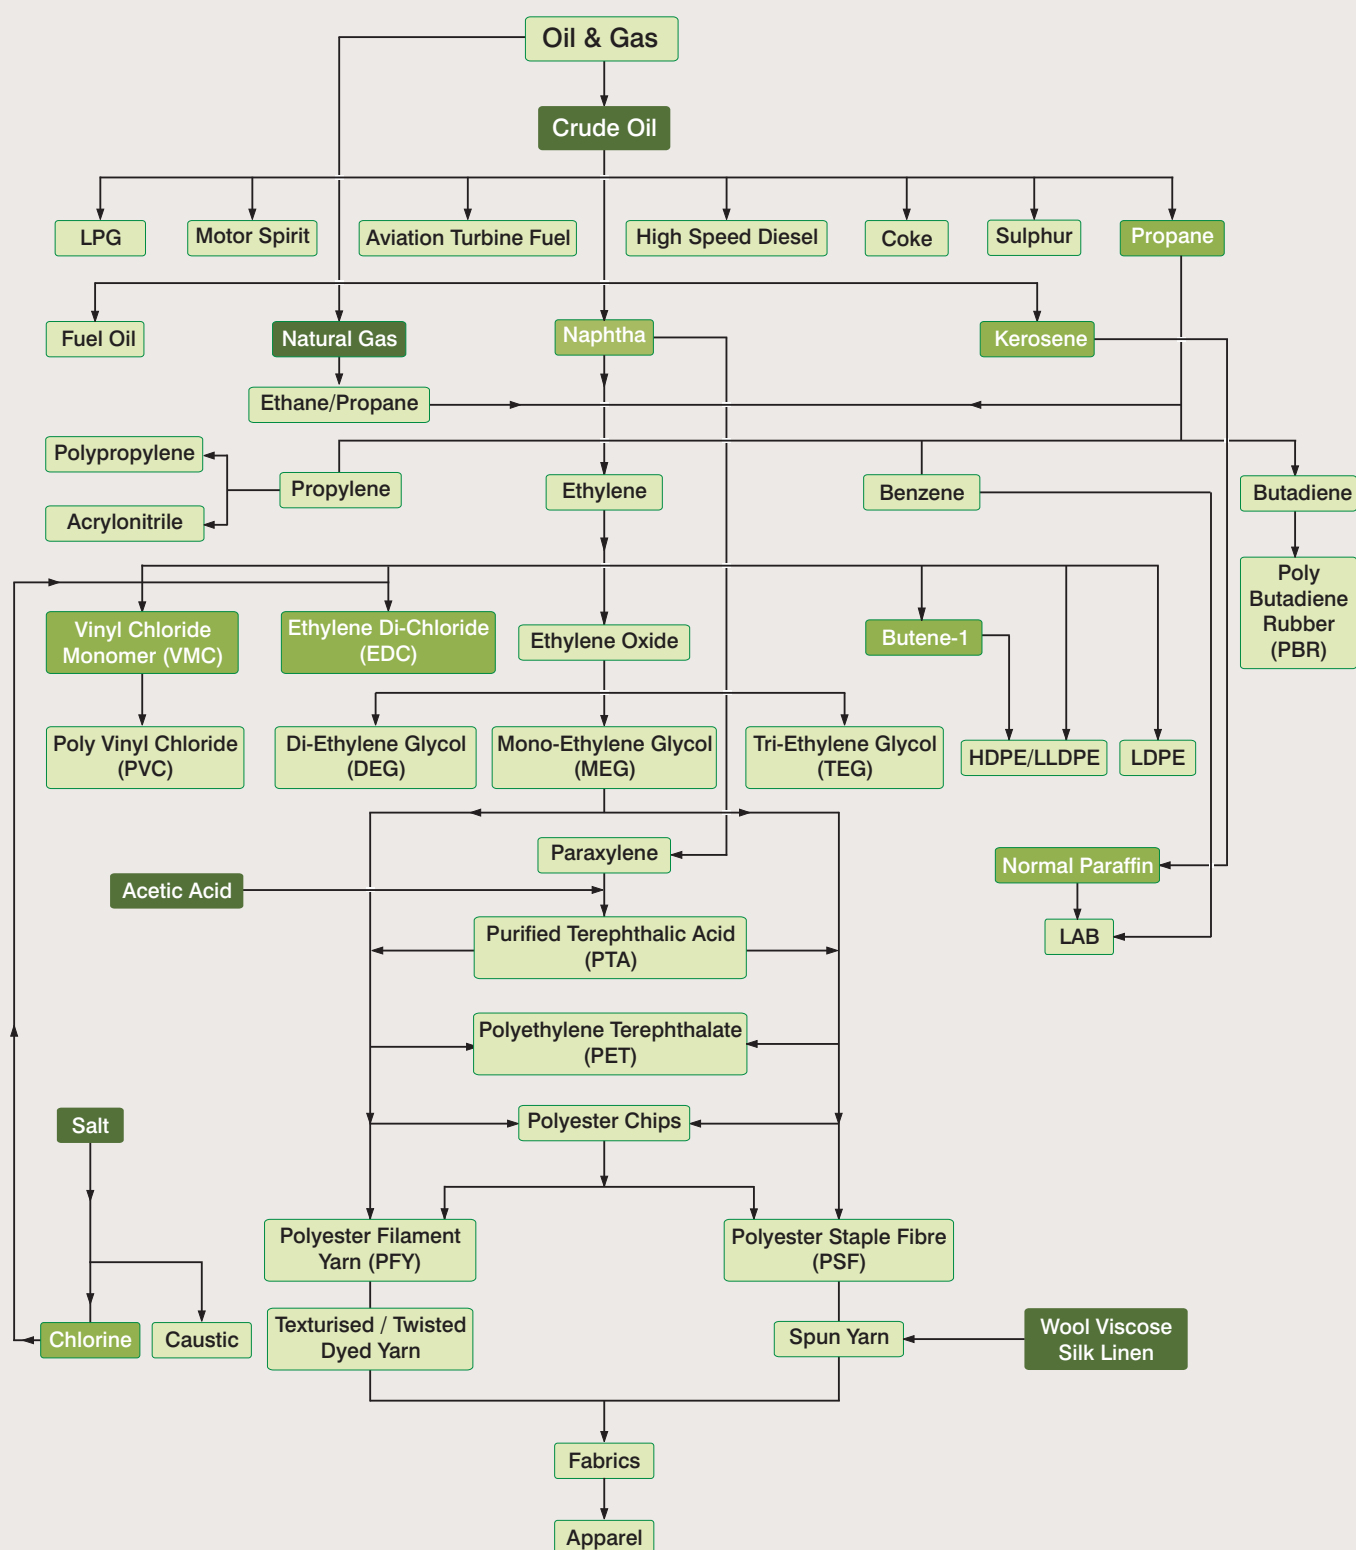 Oil & Gas
Crude Oil
LPG
Motor Spirit
Aviation Turbine Fuel
High Speed Diesel
Coke
Sulphur
Propane
Fuel Oil
Natural Gas
Naphtha
Kerosene
Ethane/Propane
Polypropylene
Propylene
Ethylene
Benzene
Butadiene
Acrylonitrile
Vinyl Chloride
Monomer (VMC)
Ethylene Di-Chloride
(EDC)
Ethylene Oxide
Butene-1
Poly
Butadiene
Rubber
(PBR)
Poly Vinyl Chloride
(PVC)
Di-Ethylene Glycol
(DEG)
Mono-Ethylene Glycol
(MEG)
Tri-Ethylene Glycol
(TEG)
HDPE/LLDPE
LDPE
Paraxylene
Normal Paraffin
Acetic Acid
Purified Terephthalic Acid
(PTA)
LAB
Polyethylene Terephthalate
(PET)
Salt
Polyester Chips
Polyester Filament
Yarn (PFY)
Polyester Staple Fibre
(PSF)
Chlorine
Caustic
Texturised / Twisted
Dyed Yarn
Spun Yarn
Wool Viscose
Silk Linen
Fabrics
Apparel